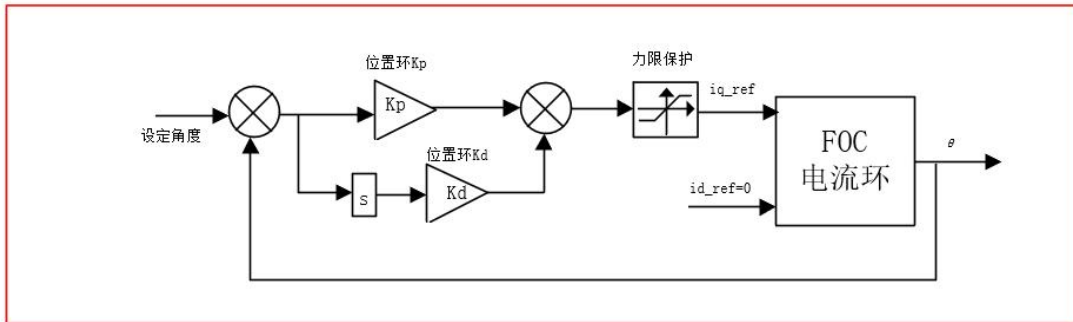 位置环Kp
力限保护
Kp
iq_ref
设定角度
位置环Kd
FOC
电流环
θ
s
Kd
id_ref=0